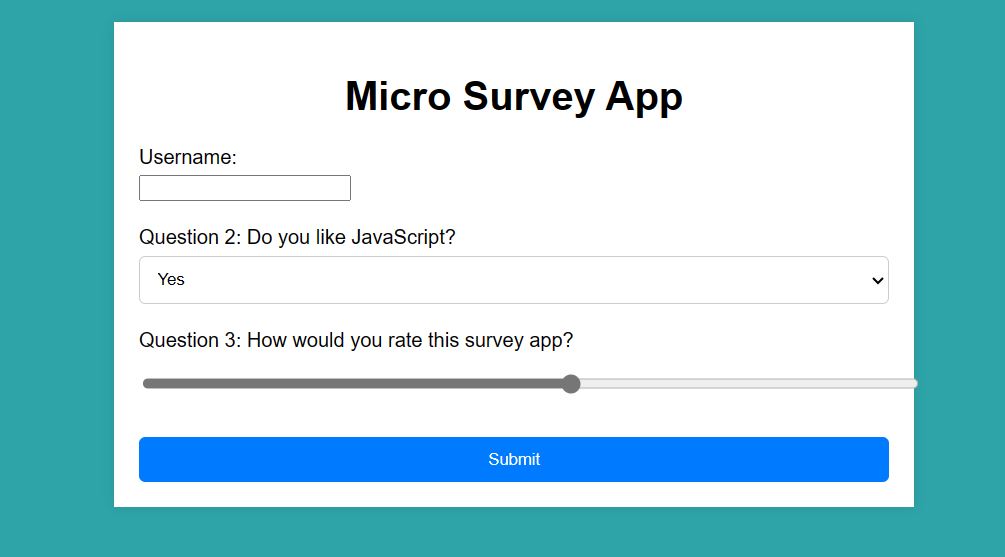 Micro Survey App
Username:
Question 2: Do you like JavaScript?
Yes
Question 3: How would you rate this survey app?
Submit